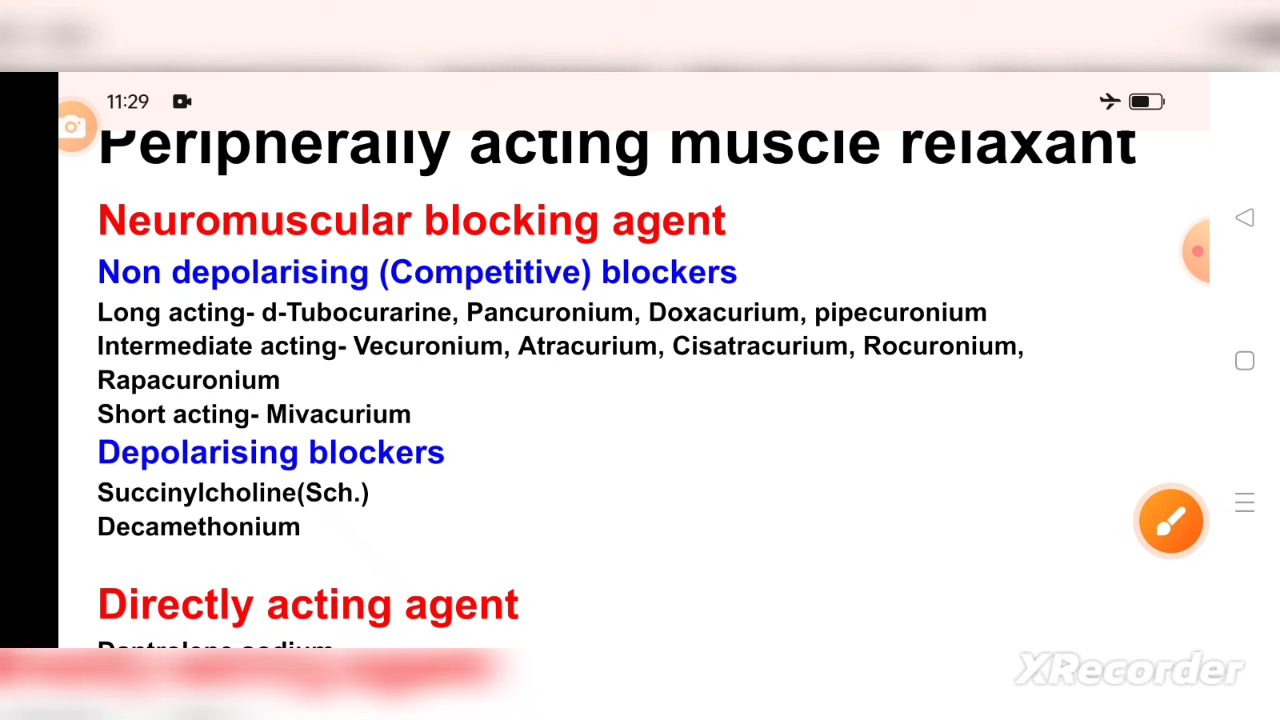 11:29
Peripherally acting muscle relaxant
Neuromuscular blocking agent
Non depolarising (Competitive) blockers
Long acting- d-Tubocurarine, Pancuronium, Doxacurium, pipecuronium
Intermediate acting- Vecuronium, Atracurium, Cisatracurium, Rocuronium,
Rapacuronium
Short acting- Mivacurium
Depolarising blockers
Succinylcholine(Sch.)
Decamethonium
Directly acting agent
Dantrolene sodium
XRecorder